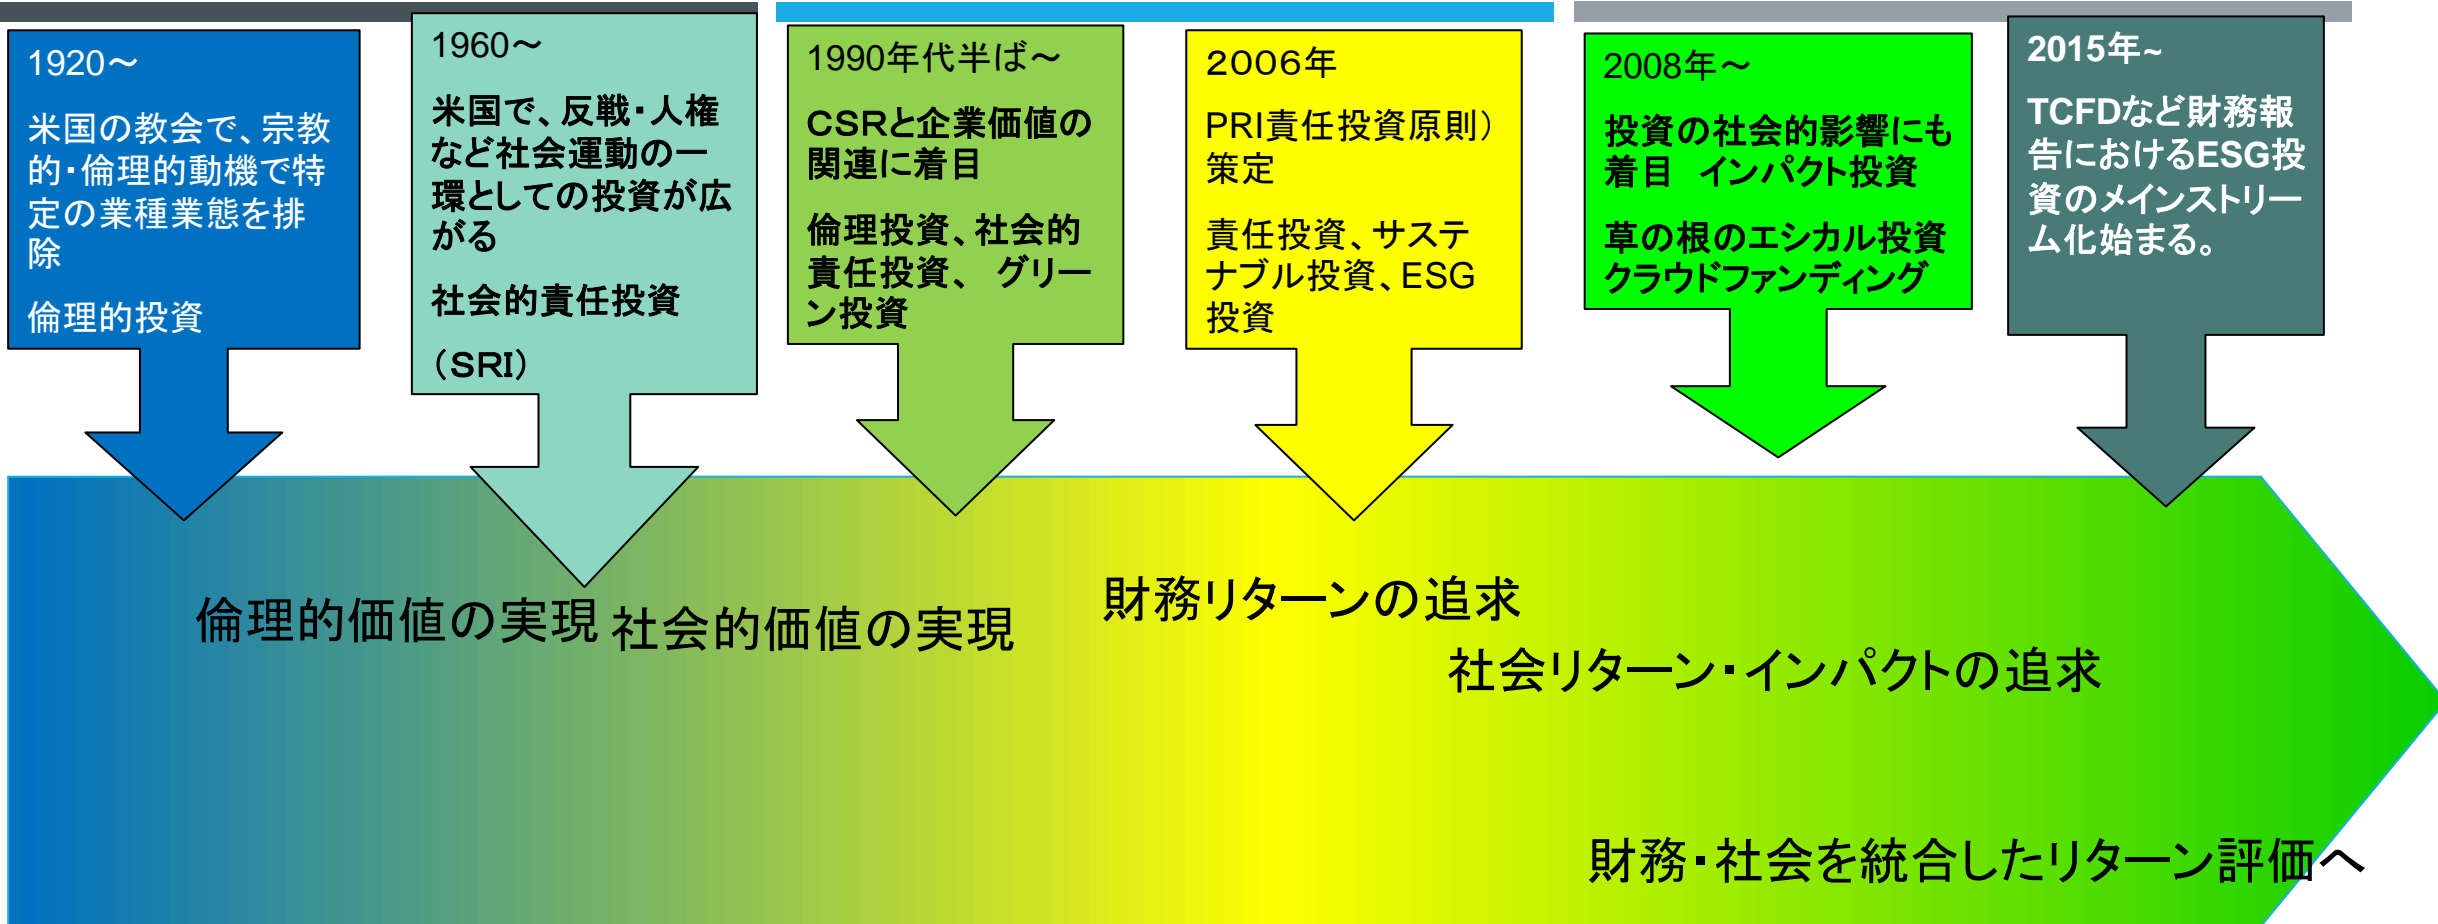 1920～
米国の教会で、宗教
的・倫理的動機で特
定の業種業態を排
除
倫理的投資
1960～
米国で、反戦・人権
など社会運動の一
環としての投資が広
がる
社会的責任投資
（SRI）
1990年代半ば～
CSRと企業価値の
関連に着目
倫理投資、社会的
責任投資、 グリー
ン投資
２００６年
PRI責任投資原則）
策定
責任投資、サステ
ナブル投資、ESG
投資
2008年～
投資の社会的影響にも
着目　インパクト投資
草の根のエシカル投資
クラウドファンディング
2015年~
TCFDなど財務報
告におけるESG投
資のメインストリー
ム化始まる。
倫理的価値の実現
社会的価値の実現
財務リターンの追求
社会リターン・インパクトの追求
財務・社会を統合したリターン評価へ